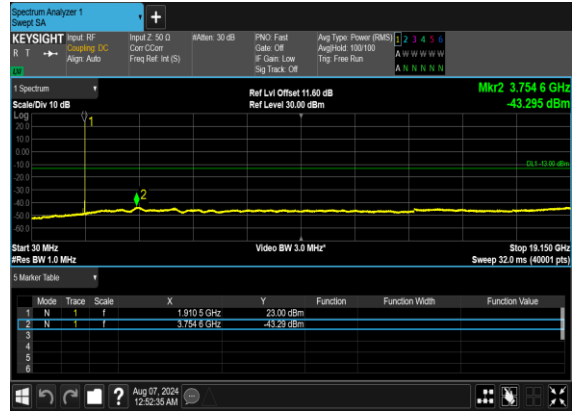 Spectrum Analyzer 1
Swept SA
+
KEYSIGHT Input: RF Input Z: 50 Ω #Atten: 30 dB PNO: Fast Avg Type: Power (RMS) 1 2 3 4 5 6
R T Coupling: DC Corr CCorr Gate: Off Avg|Hold: 100/100 A W W W W W
Align: Auto Freq Ref: Int (S) IF Gain: Low Trig: Free Run
Sig Track: Off A N N N N N
1 Spectrum
Ref Lvl Offset 11.60 dB Mkr2 3.754 6 GHz
Scale/Div 10 dB Ref Level 30.00 dBm -43.295 dBm
Log
1
20.0
10.0
0.00
-10.0
DL1 -13.00 dBm
-20.0
-30.0
2
-40.0
-50.0
-60.0
Start 30 MHz Video BW 3.0 MHz* Stop 19.150 GHz
#Res BW 1.0 MHz Sweep 32.0 ms (40001 pts)
5 Marker Table
Mode Trace Scale X Y Function Function Width Function Value
1 N 1 f 1.910 5 GHz 23.00 dBm
2 N 1 f 3.754 6 GHz -43.29 dBm
3
4
5
6
? Aug 07, 2024
12:52:35 AM